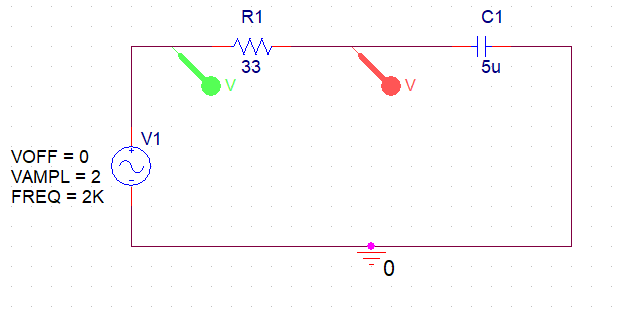 R1
C1
33
5u
V
V
V1
+
-
VOFF = 0
VAMPL = 2
FREQ = 2K
0